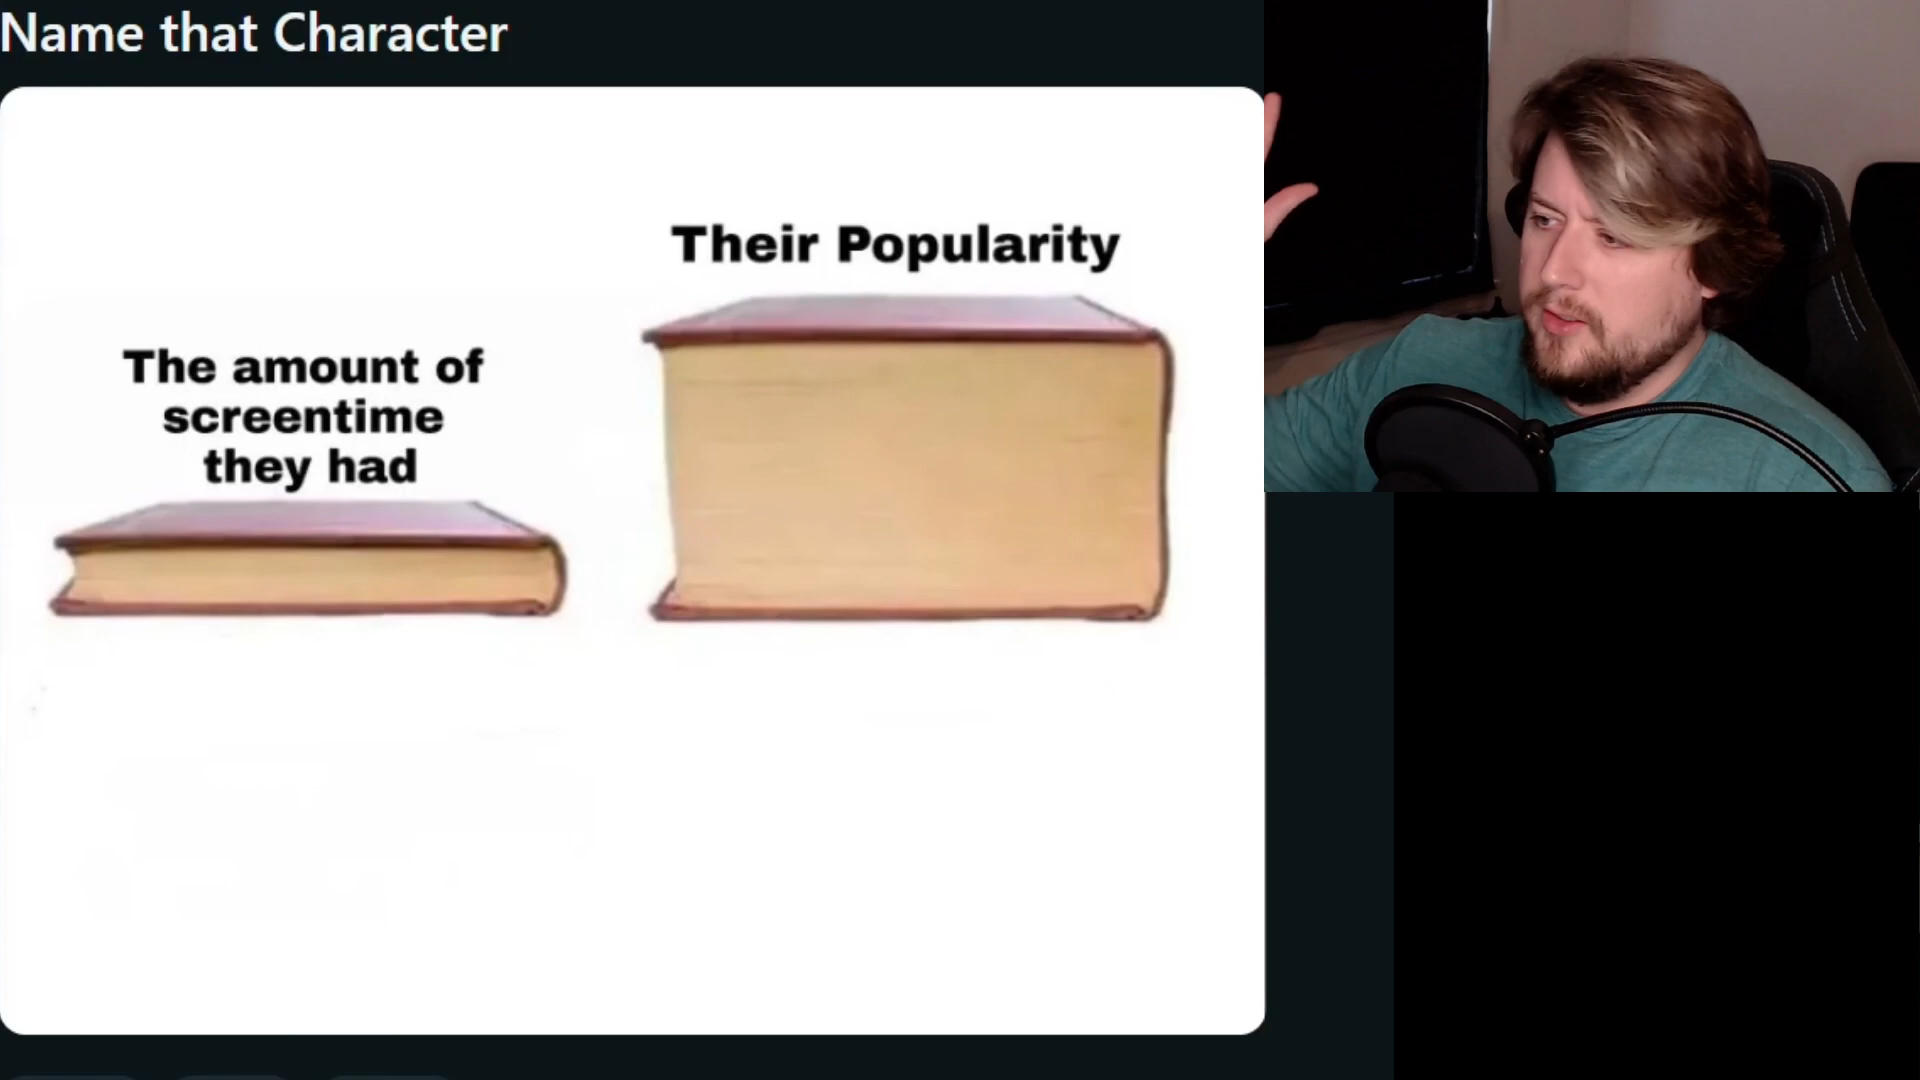 Name that Character
The amount of
screentime
they had
Their Popularity